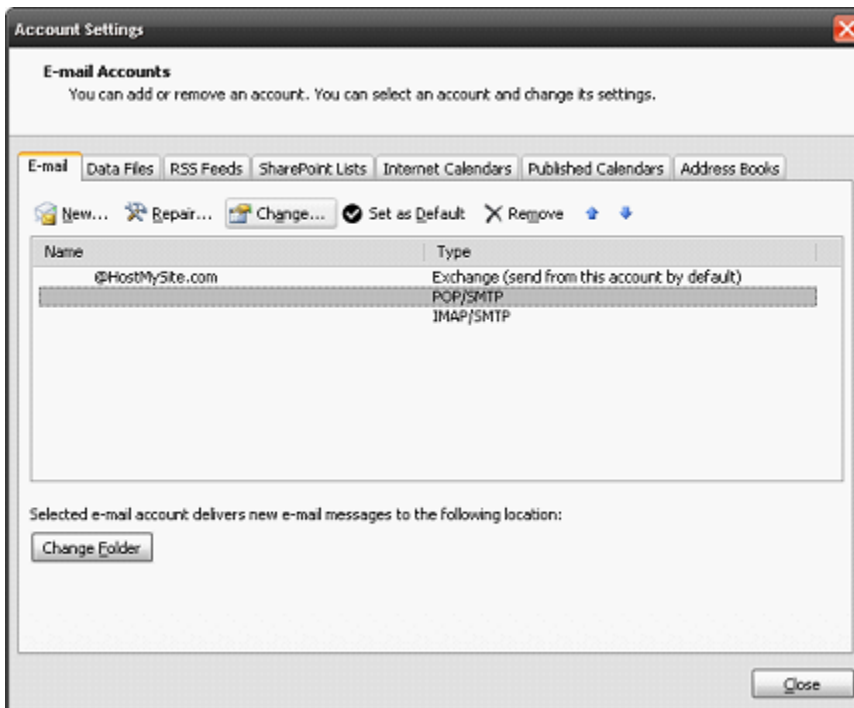 Account Settings
E-mail Accounts
You can add or remove an account. You can select an account and change its settings.
E-mail Data Files RSS Feeds SharePoint Lists Internet Calendars Published Calendars Address Books
New... Repair... Change... Set as Default Remove
Name Type
@HostMySite.com Exchange (send from this account by default)
POP/SMTP
IMAP/SMTP
Selected e-mail account delivers new e-mail messages to the following location:
Change Folder
Close